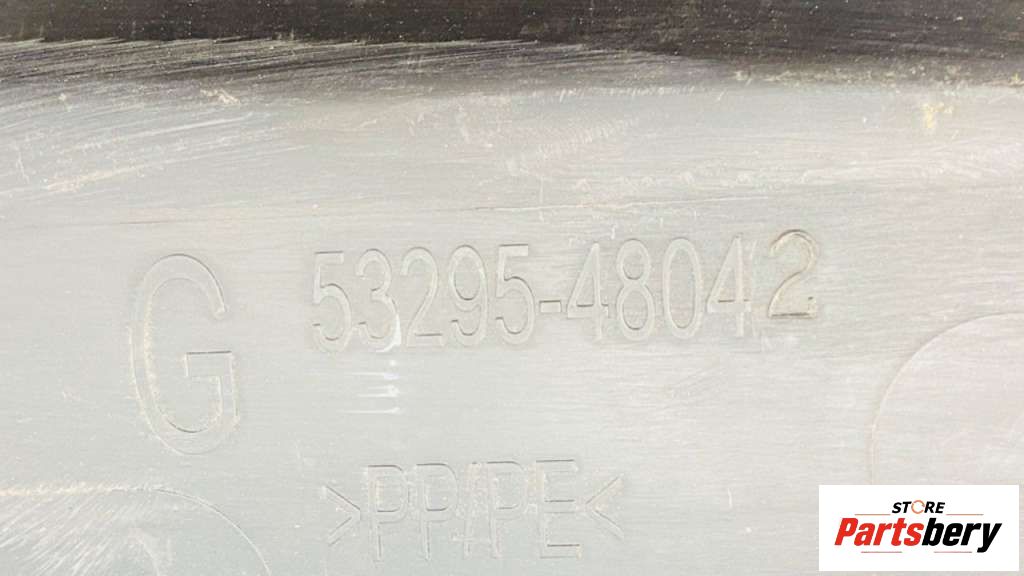 G 53295-48042
>PP/PE<
STORE
Partsbery